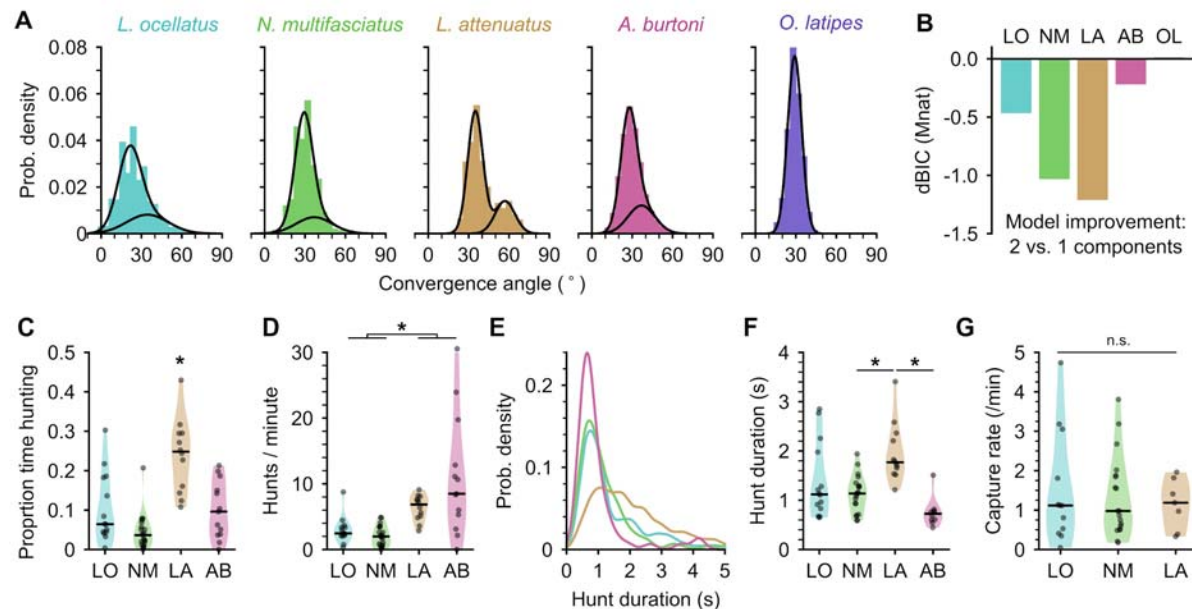 A
L. ocellatus
N. multifasciatus
L. attenuatus
A. burtoni
O. latipes
B
LO NM LA AB OL
Prob. density
0.08
0.06
0.04
0.02
0
0 30 60 90
0 30 60 90
0 30 60 90
0 30 60 90
0 30 60 90
Convergence angle (°)
dBIC (Mnat)
0.0
-0.5
-1.0
-1.5
Model improvement:
2 vs. 1 components
C
Proprtion time hunting
0.5
0.4
0.3
0.2
0.1
0
*
LO NM LA AB
D
Hunts / minute
30
20
10
0
*
LO NM LA AB
E
Prob. density
0.2
0.1
0
0 1 2 3 4 5
Hunt duration (s)
F
Hunt duration (s)
4
3
2
1
0
* *
LO NM LA AB
G
Capture rate (/min)
5
4
3
2
1
0
n.s.
LO NM LA